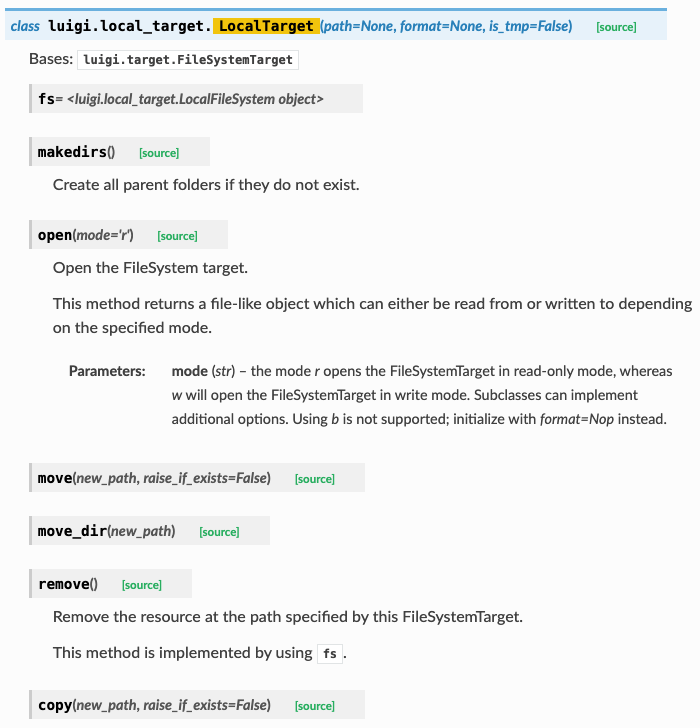 class luigi.local_target.LocalTarget(path=None, format=None, is_tmp=False) [source]
Bases: luigi.target.FileSystemTarget
fs= <luigi.local_target.LocalFileSystem object>
makedirs() [source]
Create all parent folders if they do not exist.
open(mode='r') [source]
Open the FileSystem target.
This method returns a file-like object which can either be read from or written to depending
on the specified mode.
Parameters: mode (str) – the mode r opens the FileSystemTarget in read-only mode, whereas
w will open the FileSystemTarget in write mode. Subclasses can implement
additional options. Using b is not supported; initialize with format=Nop instead.
move(new_path, raise_if_exists=False) [source]
move_dir(new_path) [source]
remove() [source]
Remove the resource at the path specified by this FileSystemTarget.
This method is implemented by using fs.
copy(new_path, raise_if_exists=False) [source]